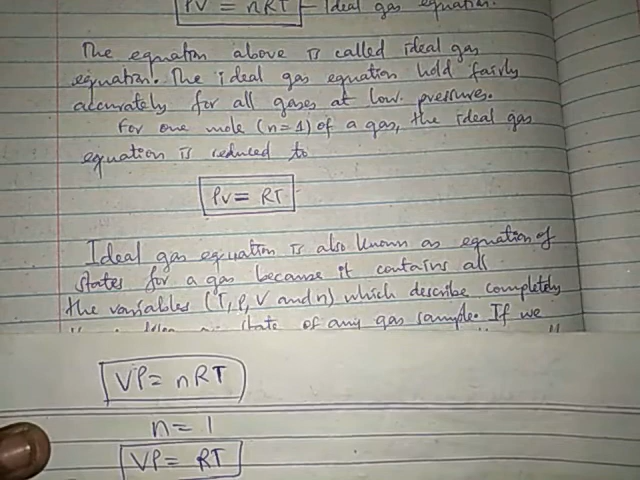 PV = nRT - Ideal gas equation.
The equation above is called ideal gas
equation. The ideal gas equation hold fairly
accurately for all gases at low pressures.
For one mole (n=1) of a gas, the ideal gas
equation is reduced to
PV = RT
Ideal gas equation is also known as equation of
states for a gas because it contains all
the variables (T, P, V and n) which describe completely
state of any gas sample. If we
VP = nRT
n = 1
VP = RT